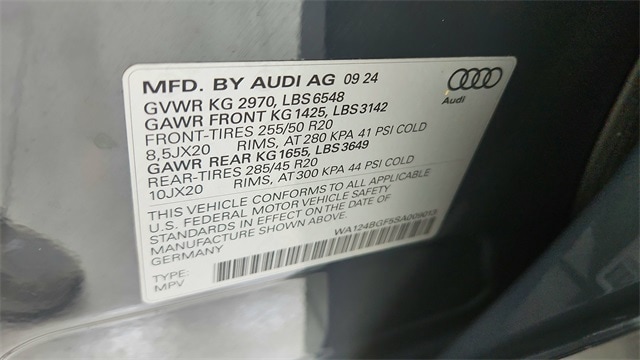 MFD. BY AUDI AG 09 24
GVWR KG 2970, LBS 6548
GAWR FRONT KG 1425, LBS 3142
FRONT-TIRES 255/50 R20
8,5JX20 RIMS, AT 280 KPA 41 PSI COLD
GAWR REAR KG 1655, LBS 3649
REAR-TIRES 285/45 R20
10JX20 RIMS, AT 300 KPA 44 PSI COLD
THIS VEHICLE CONFORMS TO ALL APPLICABLE
U.S. FEDERAL MOTOR VEHICLE SAFETY
STANDARDS IN EFFECT ON THE DATE OF
MANUFACTURE SHOWN ABOVE.
GERMANY
TYPE:
MPV
Audi